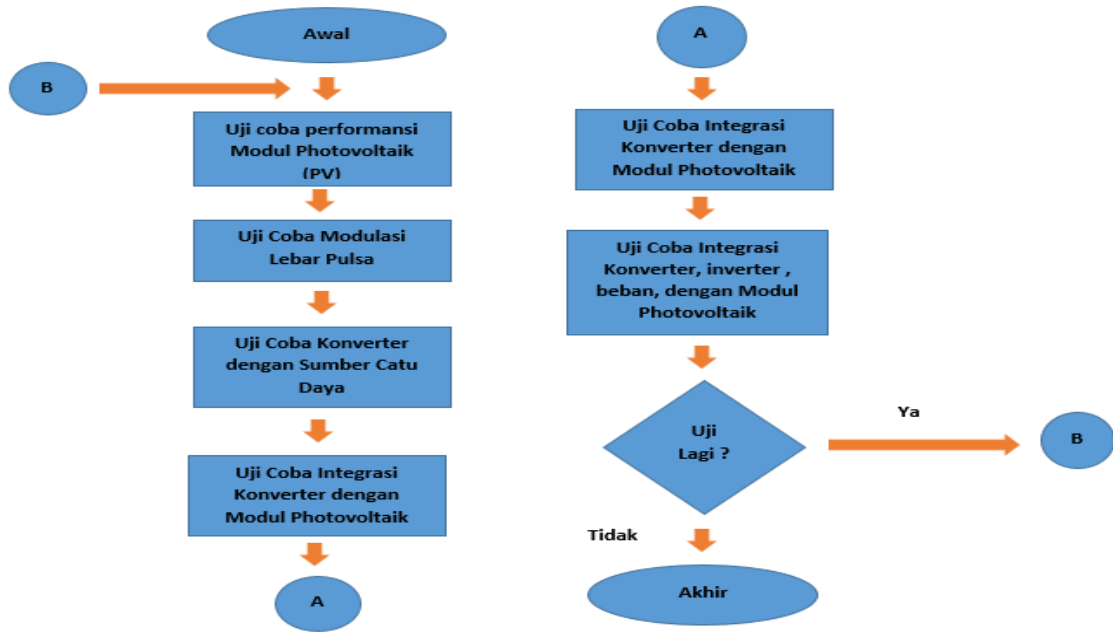 Awal
B
Uji coba performansi
Modul Photovoltaik
(PV)
Uji Coba Modulasi
Lebar Pulsa
Uji Coba Konverter
dengan Sumber Catu
Daya
Uji Coba Integrasi
Konverter dengan
Modul Photovoltaik
A
A
Uji Coba Integrasi
Konverter dengan
Modul Photovoltaik
Uji Coba Integrasi
Konverter, inverter ,
beban, dengan Modul
Photovoltaik
Uji
Lagi ?
Ya
B
Tidak
Akhir